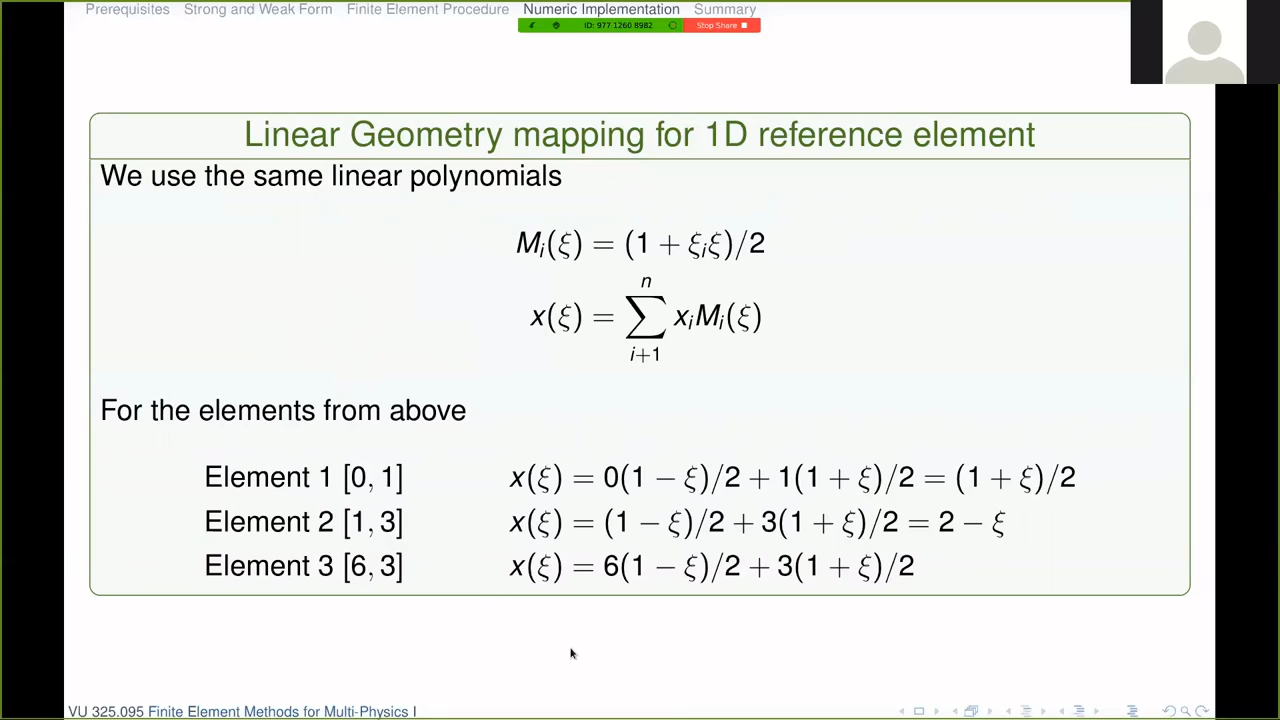 Prerequisites Strong and Weak Form Finite Element Procedure Numeric Implementation Summary
ID: 977 1260 8982 Stop Share
Linear Geometry mapping for 1D reference element
We use the same linear polynomials
Mᵢ(ξ) = (1 + ξᵢξ)/2
n
x(ξ) = ∑ xᵢMᵢ(ξ)
i+1
For the elements from above
Element 1 [0, 1] x(ξ) = 0(1 − ξ)/2 + 1(1 + ξ)/2 = (1 + ξ)/2
Element 2 [1, 3] x(ξ) = (1 − ξ)/2 + 3(1 + ξ)/2 = 2 − ξ
Element 3 [6, 3] x(ξ) = 6(1 − ξ)/2 + 3(1 + ξ)/2
VU 325.095 Finite Element Methods for Multi-Physics I